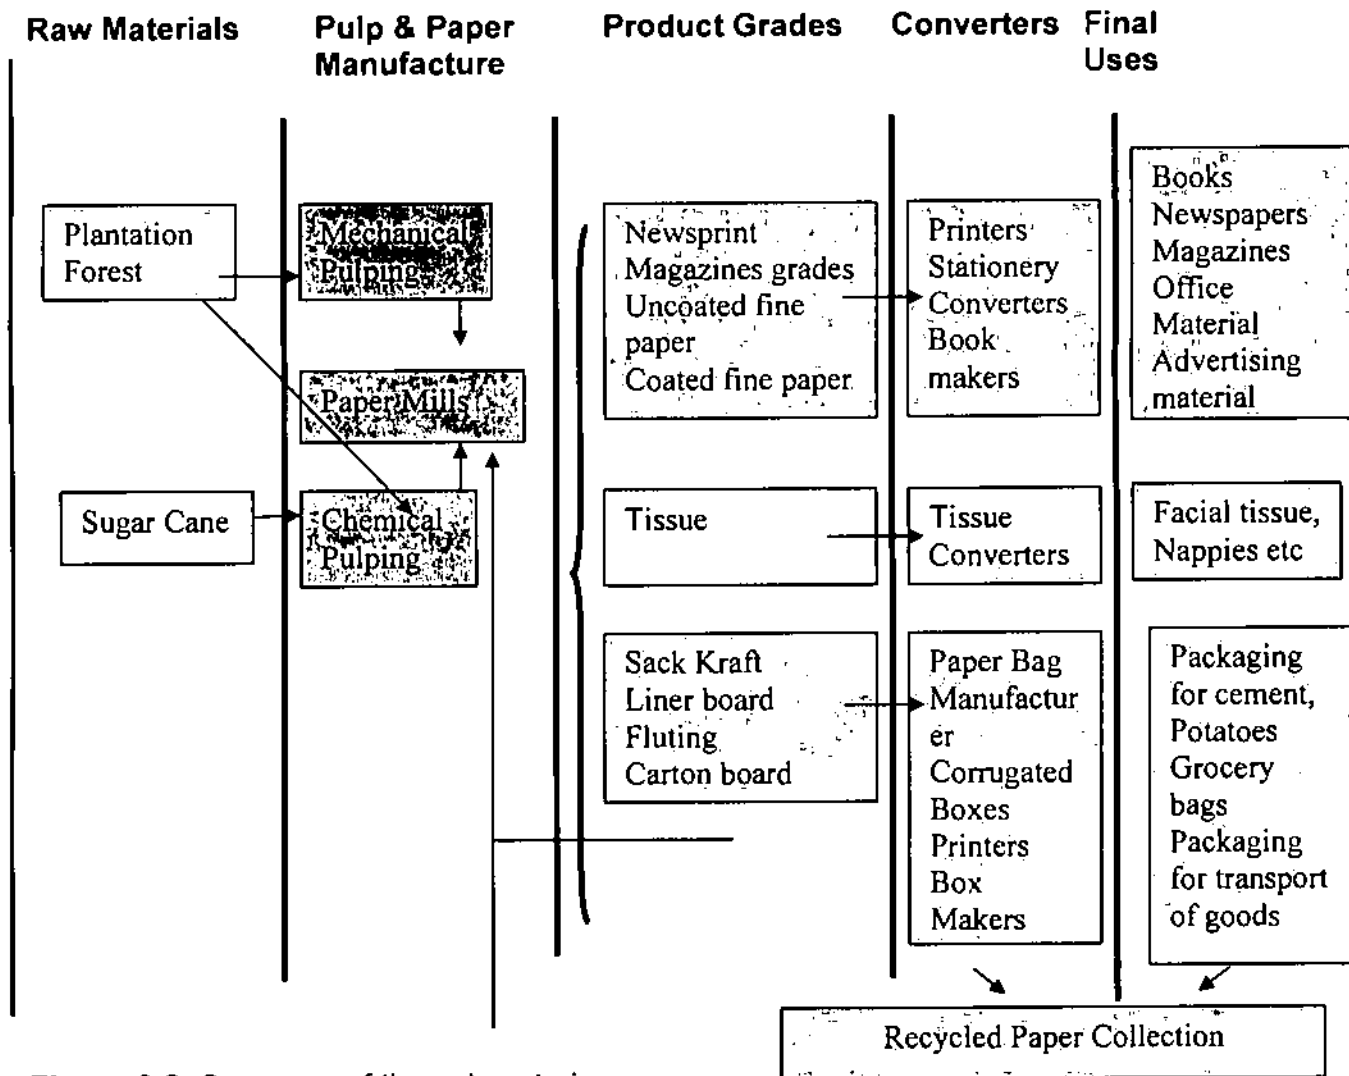 Raw Materials
Pulp & Paper
Manufacture
Product Grades
Converters
Final
Uses
Plantation
Forest
Mechanical
Pulping
Paper Mills
Sugar Cane
Chemical
Pulping
Newsprint
Magazines grades
Uncoated fine
paper
Coated fine paper
Printers
Stationery
Converters
Book
makers
Books
Newspapers
Magazines
Office
Material
Advertising
material
Tissue
Tissue
Converters
Facial tissue,
Nappies etc
Sack Kraft
Liner board
Fluting
Carton board
Paper Bag
Manufactur
er
Corrugated
Boxes
Printers
Box
Makers
Packaging
for cement,
Potatoes
Grocery
bags
Packaging
for transport
of goods
Recycled Paper Collection